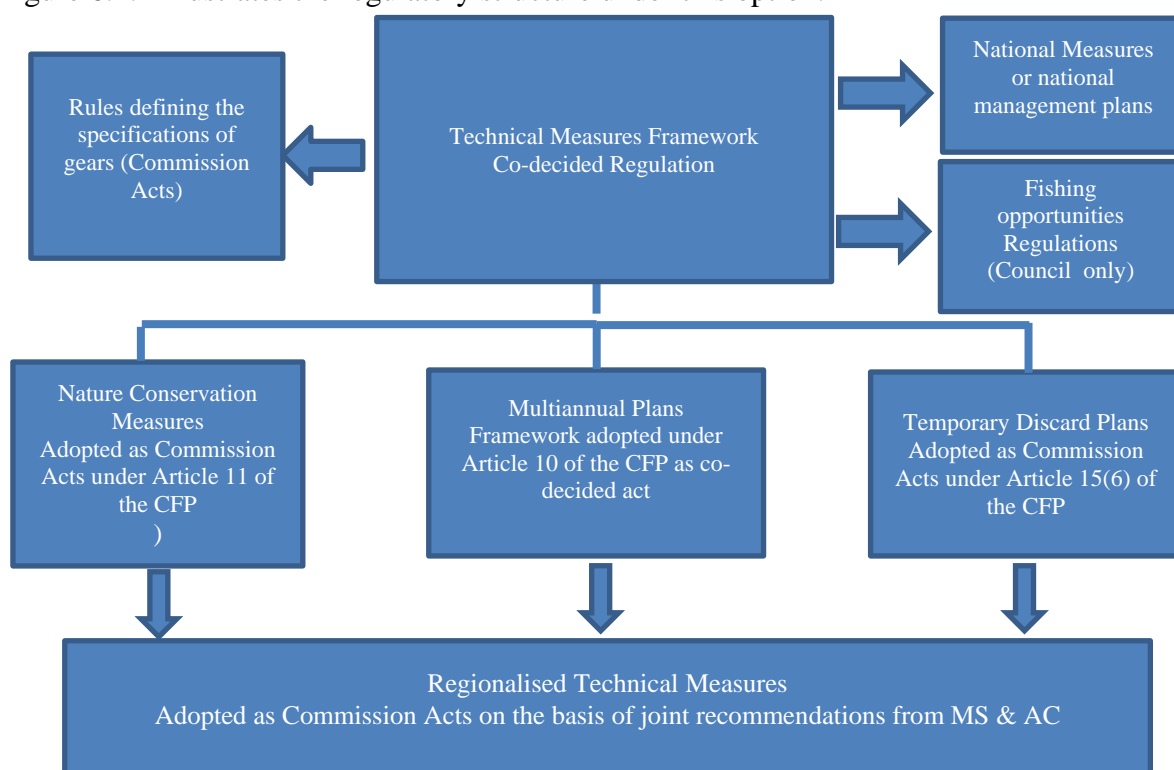 National Measures
or national
management plans
Rules defining the
specifications of
gears (Commission
Acts)
Technical Measures Framework
Co-decided Regulation
Fishing
opportunities
Regulations
(Council only)
Nature Conservation
Measures
Adopted as Commission
Acts under Article 11 of
the CFP
)
Multiannual Plans
Framework adopted under
Article 10 of the CFP as co-
decided act
Temporary Discard Plans
Adopted as Commission
Acts under Article 15(6) of
the CFP
Regionalised Technical Measures
Adopted as Commission Acts on the basis of joint recommendations from MS & AC